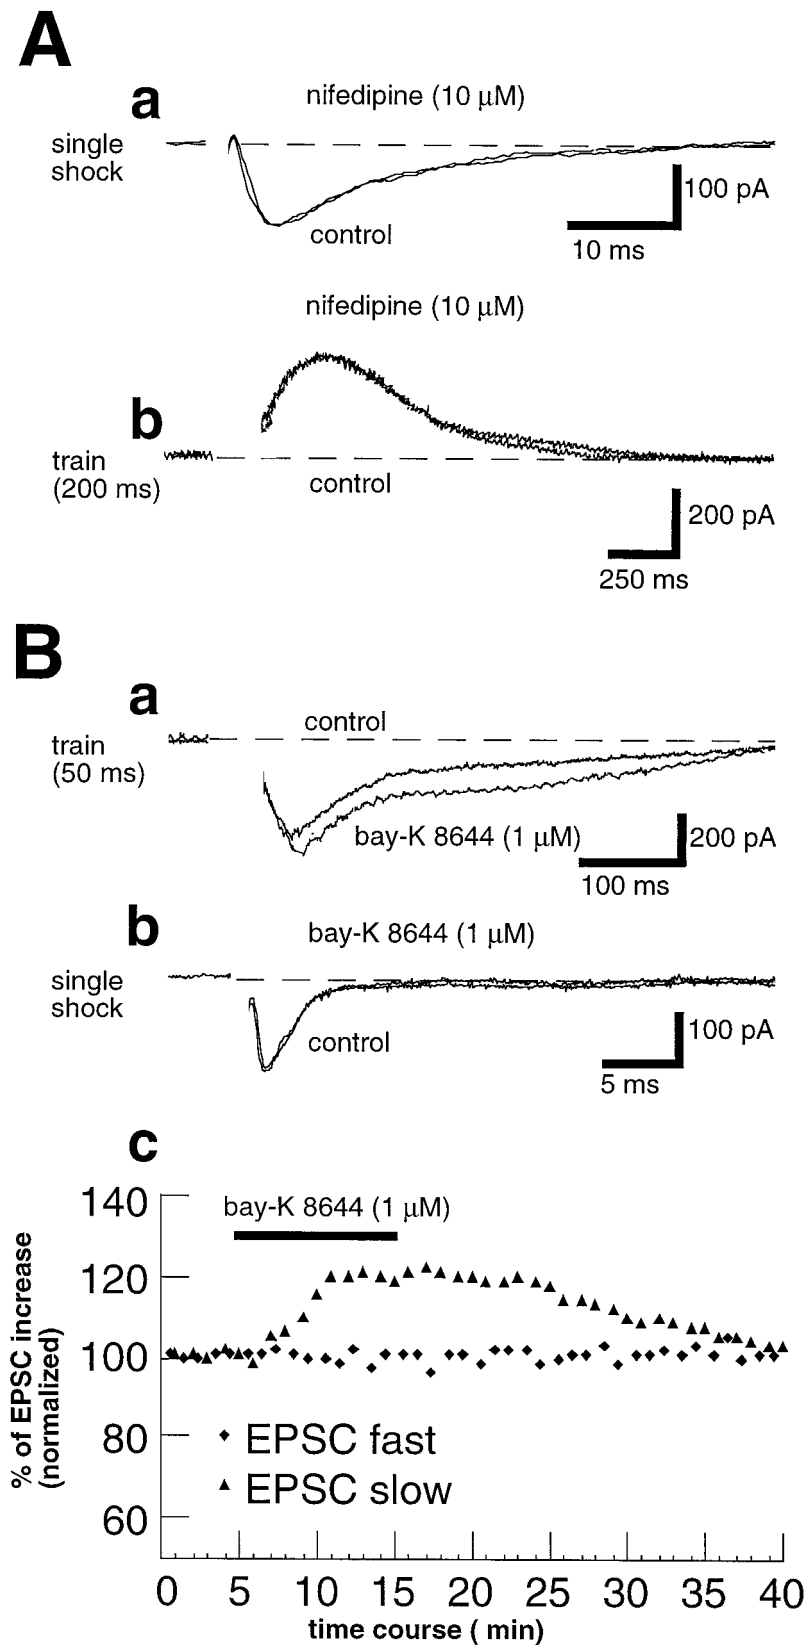 A
a
nifedipine (10 μM)
single
shock
100 pA
control
10 ms
nifedipine (10 μM)
b
train
(200 ms)
control
200 pA
250 ms
B
a
control
train
(50 ms)
bay-K 8644 (1 μM)
200 pA
100 ms
b
bay-K 8644 (1 μM)
single
shock
control
100 pA
5 ms
c
140
bay-K 8644 (1 μM)
120
100
% of EPSC increase
(normalized)
80
EPSC fast
EPSC slow
60
0 5 10 15 20 25 30 35 40
time course ( min)